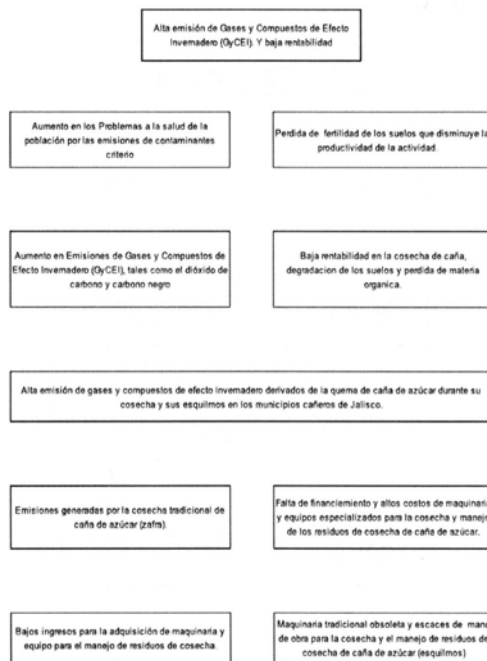 Alta emisión de Gases y Compuestos de Efecto
Invernadero (GyCEI). Y baja rentabilidad
Aumento en los Problemas a la salud de la
población por las emisiones de contaminantes
criterio
Perdida de fertilidad de los suelos que disminuye la
productividad de la actividad.
Aumento en Emisiones de Gases y Compuestos de
Efecto Invernadero (GyCEI), tales como el dióxido de
carbono y carbono negro
Baja rentabilidad en la cosecha de caña,
degradacion de los suelos y perdida de materia
organica.
Alta emisión de gases y compuestos de efecto invernadero derivados de la quema de caña de azúcar durante su
cosecha y sus esquilmos en los municipios cañeros de Jalisco.
Emisiones generadas por la cosecha tradicional de
caña de azúcar (zafra).
Falta de financiemiento y altos costos de maquinaria
y equipos especializados para la cosecha y manejo
de los residuos de cosecha de caña de azúcar.
Bajos ingresos para la adquisición de maquinaria y
equipo para el manejo de residuos de cosecha.
Maquinaria tradicional obsoleta y escaces de mano
de obra para la cosecha y el manejo de residuos de
cosecha de caña de azúcar (esquilmos)